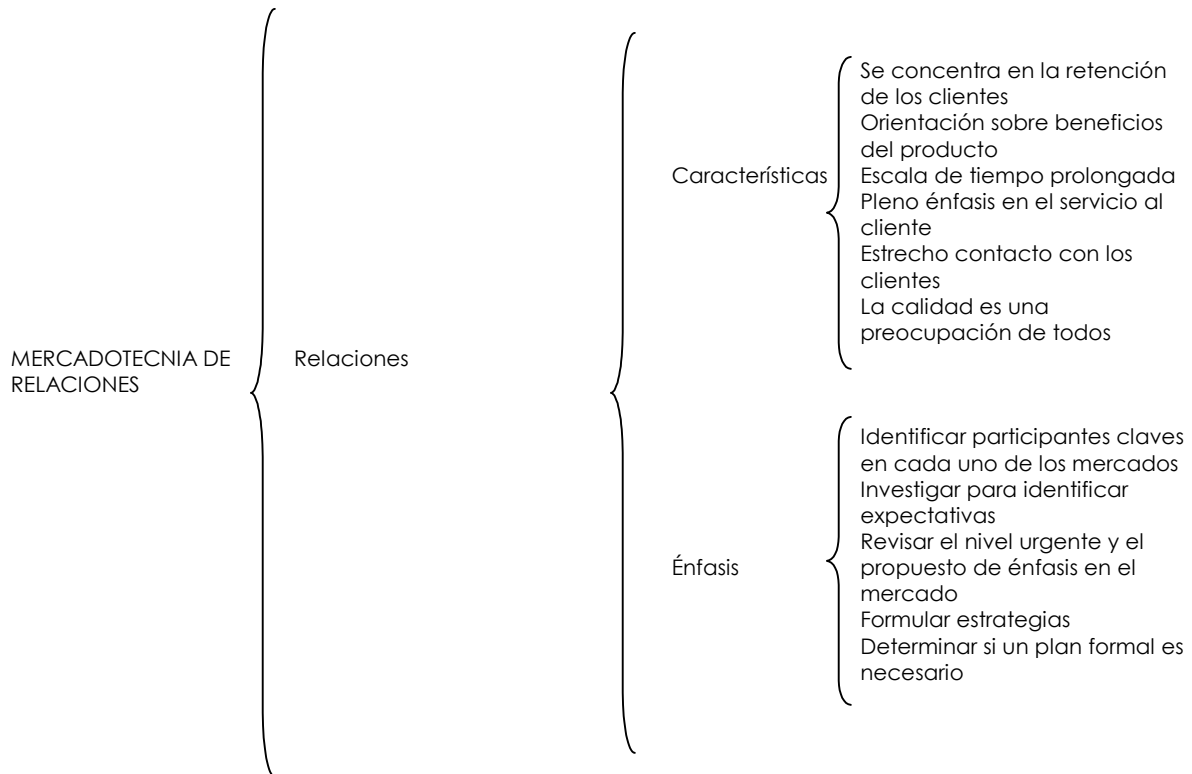 MERCADOTECNIA DE
RELACIONES
Relaciones
Características
Se concentra en la retención
de los clientes
Orientación sobre beneficios
del producto
Escala de tiempo prolongada
Pleno énfasis en el servicio al
cliente
Estrecho contacto con los
clientes
La calidad es una
preocupación de todos
Énfasis
Identificar participantes claves
en cada uno de los mercados
Investigar para identificar
expectativas
Revisar el nivel urgente y el
propuesto de énfasis en el
mercado
Formular estrategias
Determinar si un plan formal es
necesario